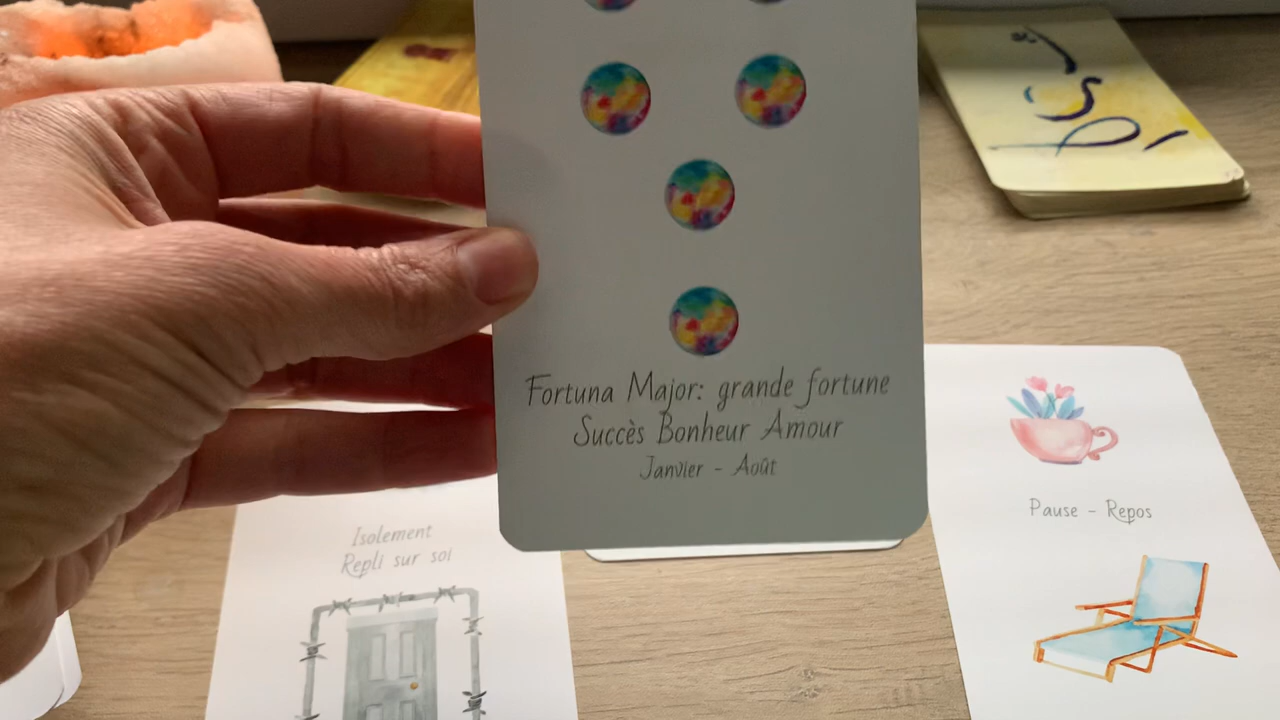 Fortuna Major: grande fortune
Succès Bonheur Amour
Janvier - Août
Isolement
Repli sur soi
Pause - Repos